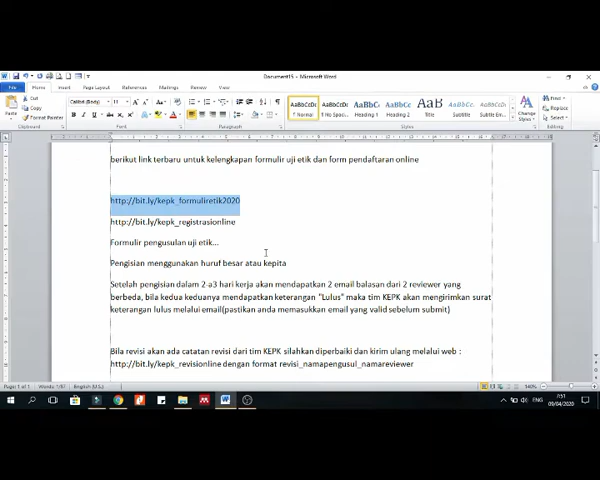 Document15 - Microsoft Word
File Home Insert Page Layout References Mailings Review View
Cut
Copy
Format Painter
Paste
Clipboard Font Paragraph Styles Editing
Calibri (Body) 11
AaBbCcDc AaBbCcDc AaBbC AaBbCc AaB AaBbCc. AaBbCcDc
Normal No Spaci... Heading 1 Heading 2 Title Subtitle Subtle Em...
Change Styles
Find
Replace
Select
berikut link terbaru untuk kelengkapan formulir uji etik dan form pendaftaran online
http://bit.ly/kepk_formuliretik2020
http://bit.ly/kepk_registrasionline
Formulir pengusulan uji etik...
Pengisian menggunakan huruf besar atau kepita
Setelah pengisian dalam 2-a3 hari kerja akan mendapatkan 2 email balasan dari 2 reviewer yang
berbeda, bila kedua keduanya mendapatkan keterangan "Lulus" maka tim KEPK akan mengirimkan surat
keterangan lulus melalui email(pastikan anda memasukkan email yang valid sebelum submit)
Bila revisi akan ada catatan revisi dari tim KEPK silahkan diperbaiki dan kirim ulang melalui web :
http://bit.ly/kepk_revisionline dengan format revisi_namapengusul_namareviewer
Page: 1 of 1 Words: 1/87 English (U.S.) 140%
ENG
09/04/2020